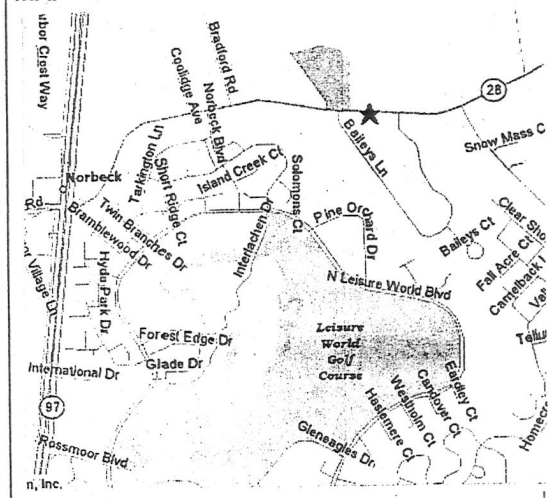 Bradford Rd
Coolidge Ave
Norbeck Blvd
28
Crest Way
Baileys Ln
Snow Mass C
Tarkington Ln
Short Ridge Ct
Island Creek Ct
Solomons Ct
Norbeck
Rd
Bramblewood Dr
Twin Branches Dr
Interlachen Dr
Pine Orchard Dr
Baileys Ct
Clear Sho
Fall Acre Ct
Camelback L
Hyde Park Dr
Village Ln
N Leisure World Blvd
Leisure
World
Golf
Course
Forest Edge Dr
Glade Dr
International Dr
Eardley Ct
Candover Ct
Westholm Ct
Haslemere Ct
Gleneagles Dr
97
Rossmoor Blvd
n, Inc.